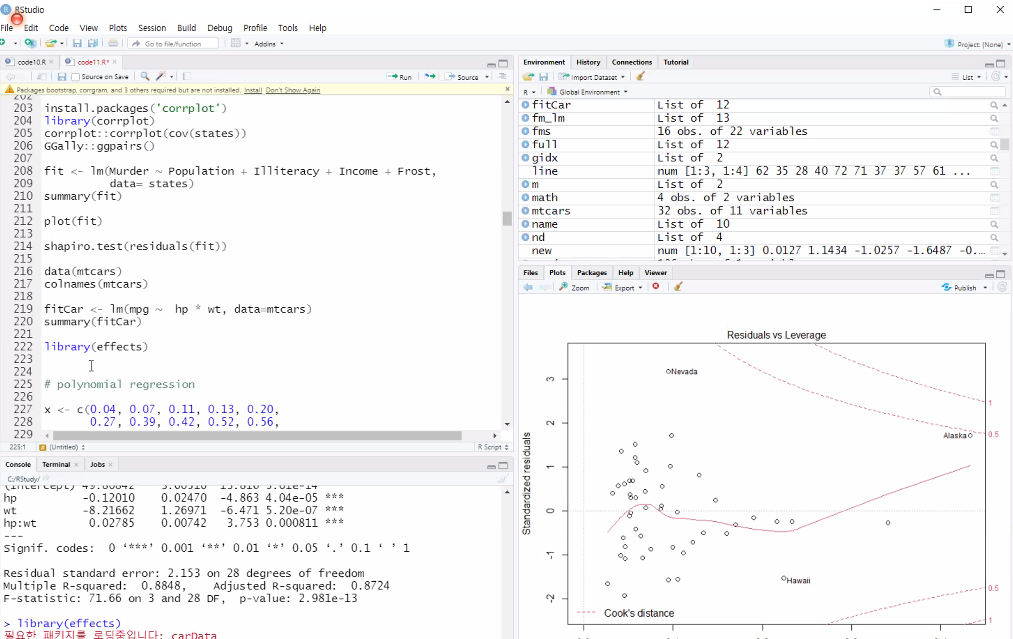 RStudio
File Edit Code View Plots Session Build Debug Profile Tools Help
Go to file/function Addins Project: (None)
code10.R code11.R*
Source on Save Run Source
Packages bootstrap, corrgram, and 3 others required but are not installed. Install Don't Show Again
202
203 install.packages('corrplot')
204 library(corrplot)
205 corrplot::corrplot(cov(states))
206 GGally::ggpairs()
207
208 fit <- lm(Murder ~ Population + Illiteracy + Income + Frost,
209 data= states)
210 summary(fit)
211
212 plot(fit)
213
214 shapiro.test(residuals(fit))
215
216 data(mtcars)
217 colnames(mtcars)
218
219 fitCar <- lm(mpg ~ hp * wt, data=mtcars)
220 summary(fitCar)
221
222 library(effects)
223
224
225 # polynomial regression
226
227 x <- c(0.04, 0.07, 0.11, 0.13, 0.20,
228 0.27, 0.39, 0.42, 0.52, 0.56,
229
225:1 (Untitled) R Script
Console Terminal Jobs
C:/RStudy/
hp -0.12010 0.02470 -4.863 4.04e-05 ***
wt -8.21662 1.26971 -6.471 5.20e-07 ***
hp:wt 0.02785 0.00742 3.753 0.000811 ***
---
Signif. codes: 0 ‘***’ 0.001 ‘**’ 0.01 ‘*’ 0.05 ‘.’ 0.1 ‘ ’ 1
Residual standard error: 2.153 on 28 degrees of freedom
Multiple R-squared: 0.8848, Adjusted R-squared: 0.8724
F-statistic: 71.66 on 3 and 28 DF, p-value: 2.981e-13
> library(effects)
필요한 패키지를 로딩중입니다: carData
Environment History Connections Tutorial
Import Dataset List
R Global Environment
fitCar List of 12
fm_lm List of 13
fms 16 obs. of 22 variables
full List of 12
gidx List of 2
line num [1:3, 1:4] 62 35 28 40 72 71 37 37 57 61 ...
m List of 2
math 4 obs. of 2 variables
mtcars 32 obs. of 11 variables
name List of 10
nd List of 4
new num [1:10, 1:3] 0.0127 1.1434 -1.0257 -1.6487 -0...
Files Plots Packages Help Viewer
Zoom Export Publish
Residuals vs Leverage
Standardized residuals
3
2
1
0
-1
-2
Nevada
Alaska
Hawaii
1
0.5
0.5
1
Cook's distance